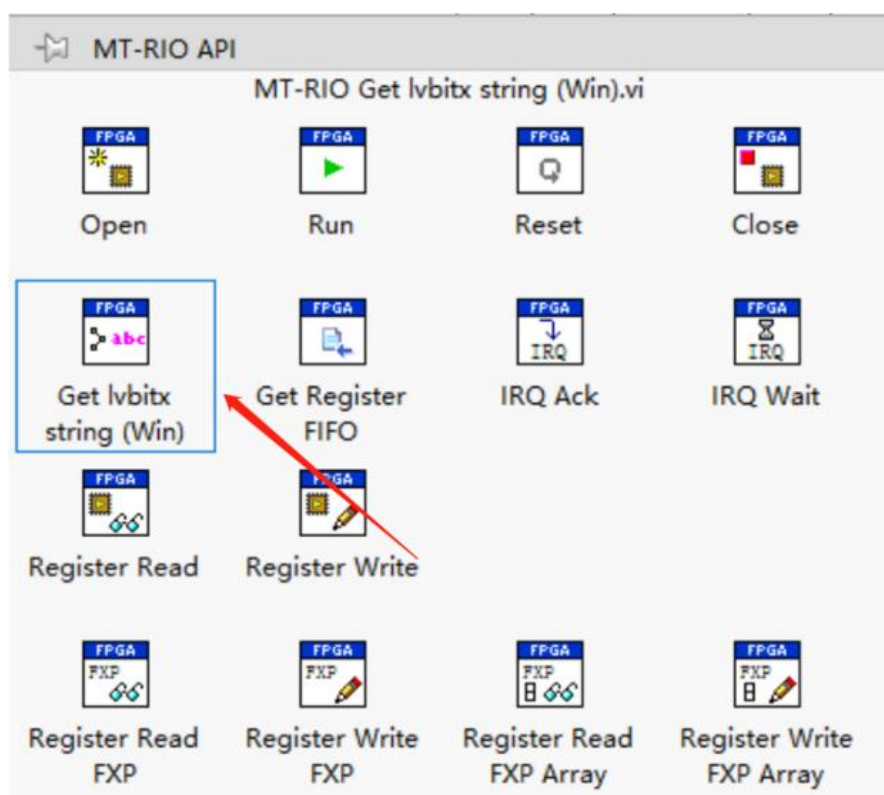 MT-RIO API
MT-RIO Get lvbitx string (Win).vi
FPGA FPGA FPGA FPGA
Open Run Reset Close
FPGA FPGA FPGA FPGA
abc IRQ IRQ
Get lvbitx Get Register IRQ Ack IRQ Wait
string (Win) FIFO
FPGA FPGA
Register Read Register Write
FPGA FPGA FPGA FPGA
FXP FXP FXP FXP
Register Read Register Write Register Read Register Write
FXP FXP FXP Array FXP Array